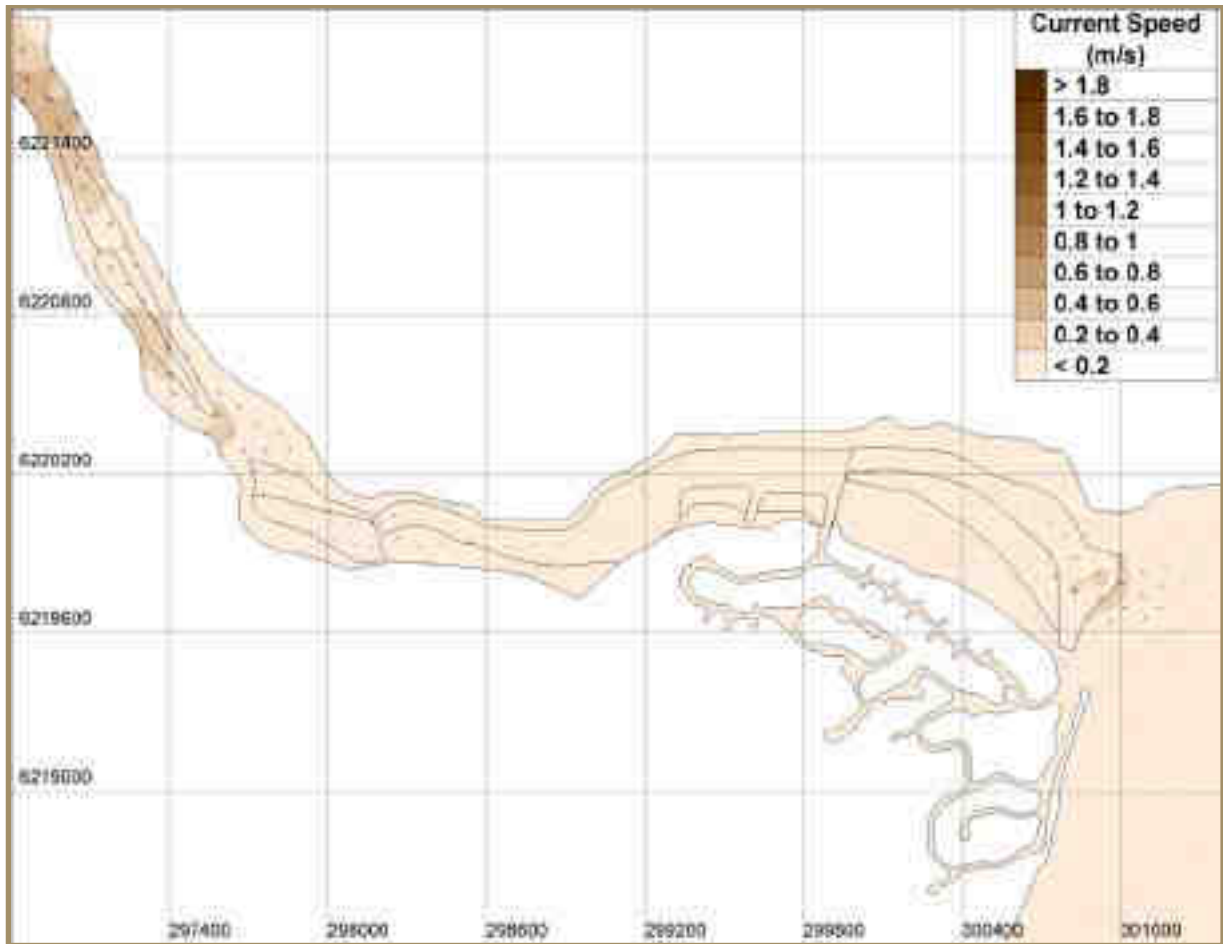 Current Speed
(m/s)
> 1.8
1.6 to 1.8
1.4 to 1.6
1.2 to 1.4
1 to 1.2
0.8 to 1
0.6 to 0.8
0.4 to 0.6
0.2 to 0.4
< 0.2
6221400
6220800
6220200
6219600
6219000
297400 298000 298600 299200 299800 300400 301000